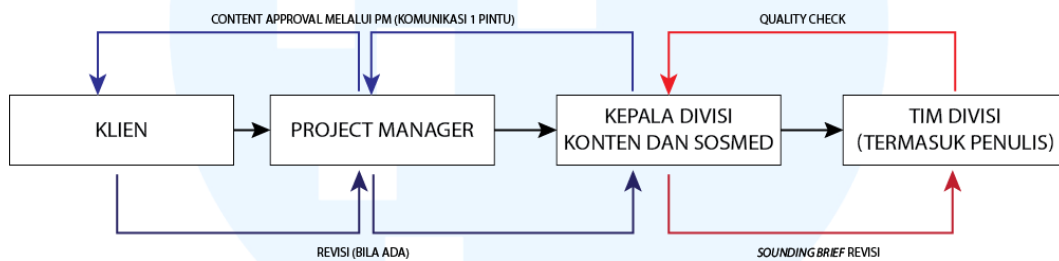 CONTENT APPROVAL MELALUI PM (KOMUNIKASI 1 PINTU)
QUALITY CHECK
KLIEN
PROJECT MANAGER
KEPALA DIVISI
KONTEN DAN SOSMED
TIM DIVISI
(TERMASUK PENULIS)
REVISI (BILA ADA)
SOUNDING BRIEF REVISI